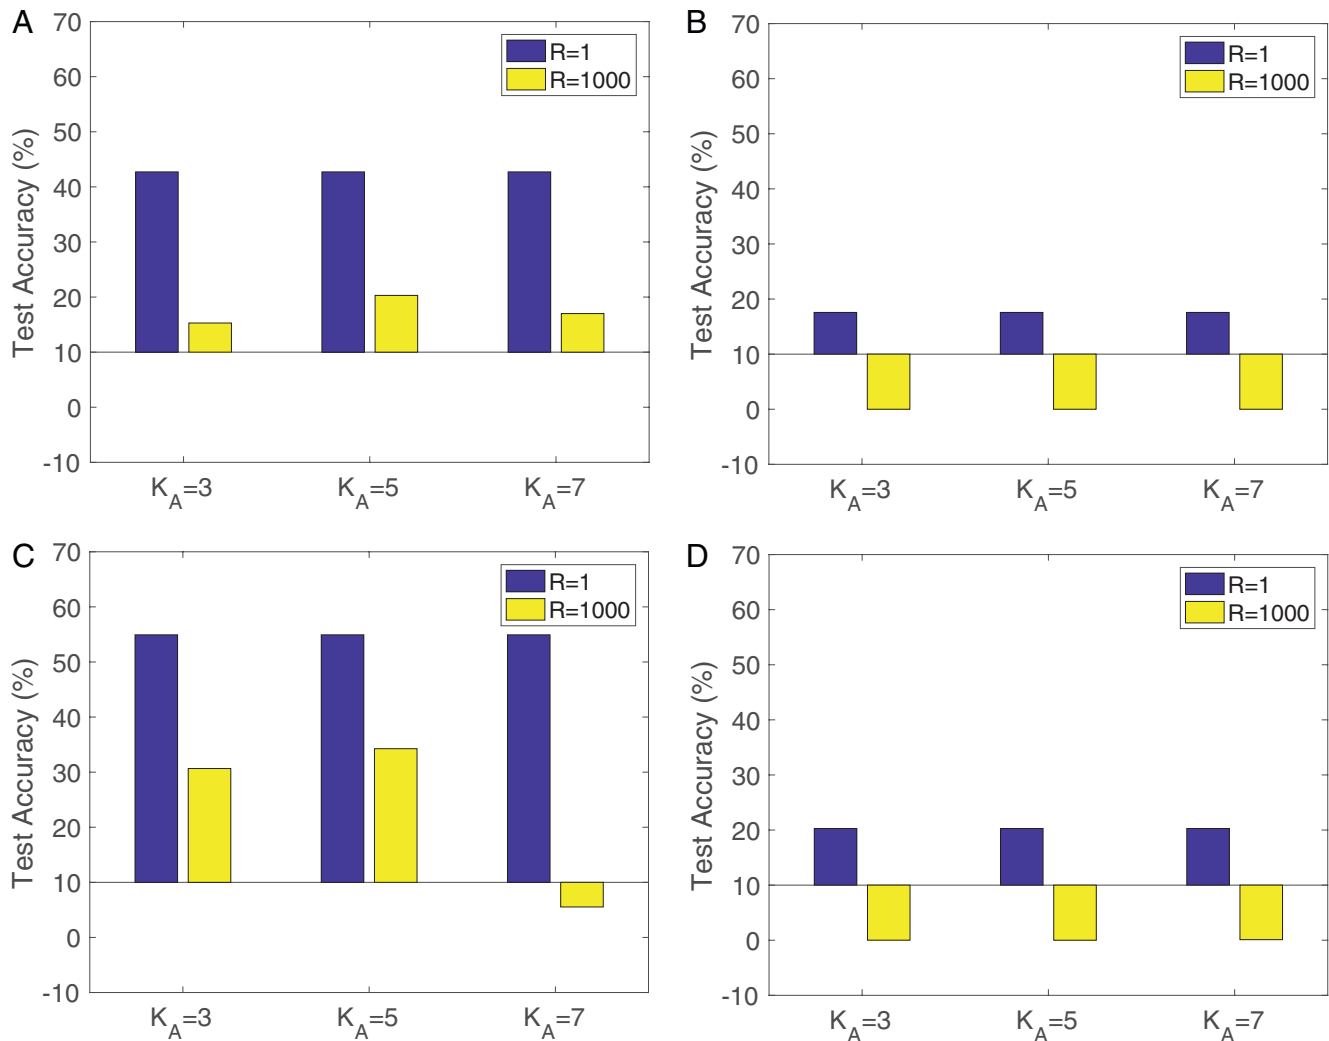 A
70
60
50
40
30
20
10
0
-10
Test Accuracy (%)
R=1
R=1000
K_A=3
K_A=5
K_A=7
B
70
60
50
40
30
20
10
0
-10
Test Accuracy (%)
R=1
R=1000
K_A=3
K_A=5
K_A=7
C
70
60
50
40
30
20
10
0
-10
Test Accuracy (%)
R=1
R=1000
K_A=3
K_A=5
K_A=7
D
70
60
50
40
30
20
10
0
-10
Test Accuracy (%)
R=1
R=1000
K_A=3
K_A=5
K_A=7